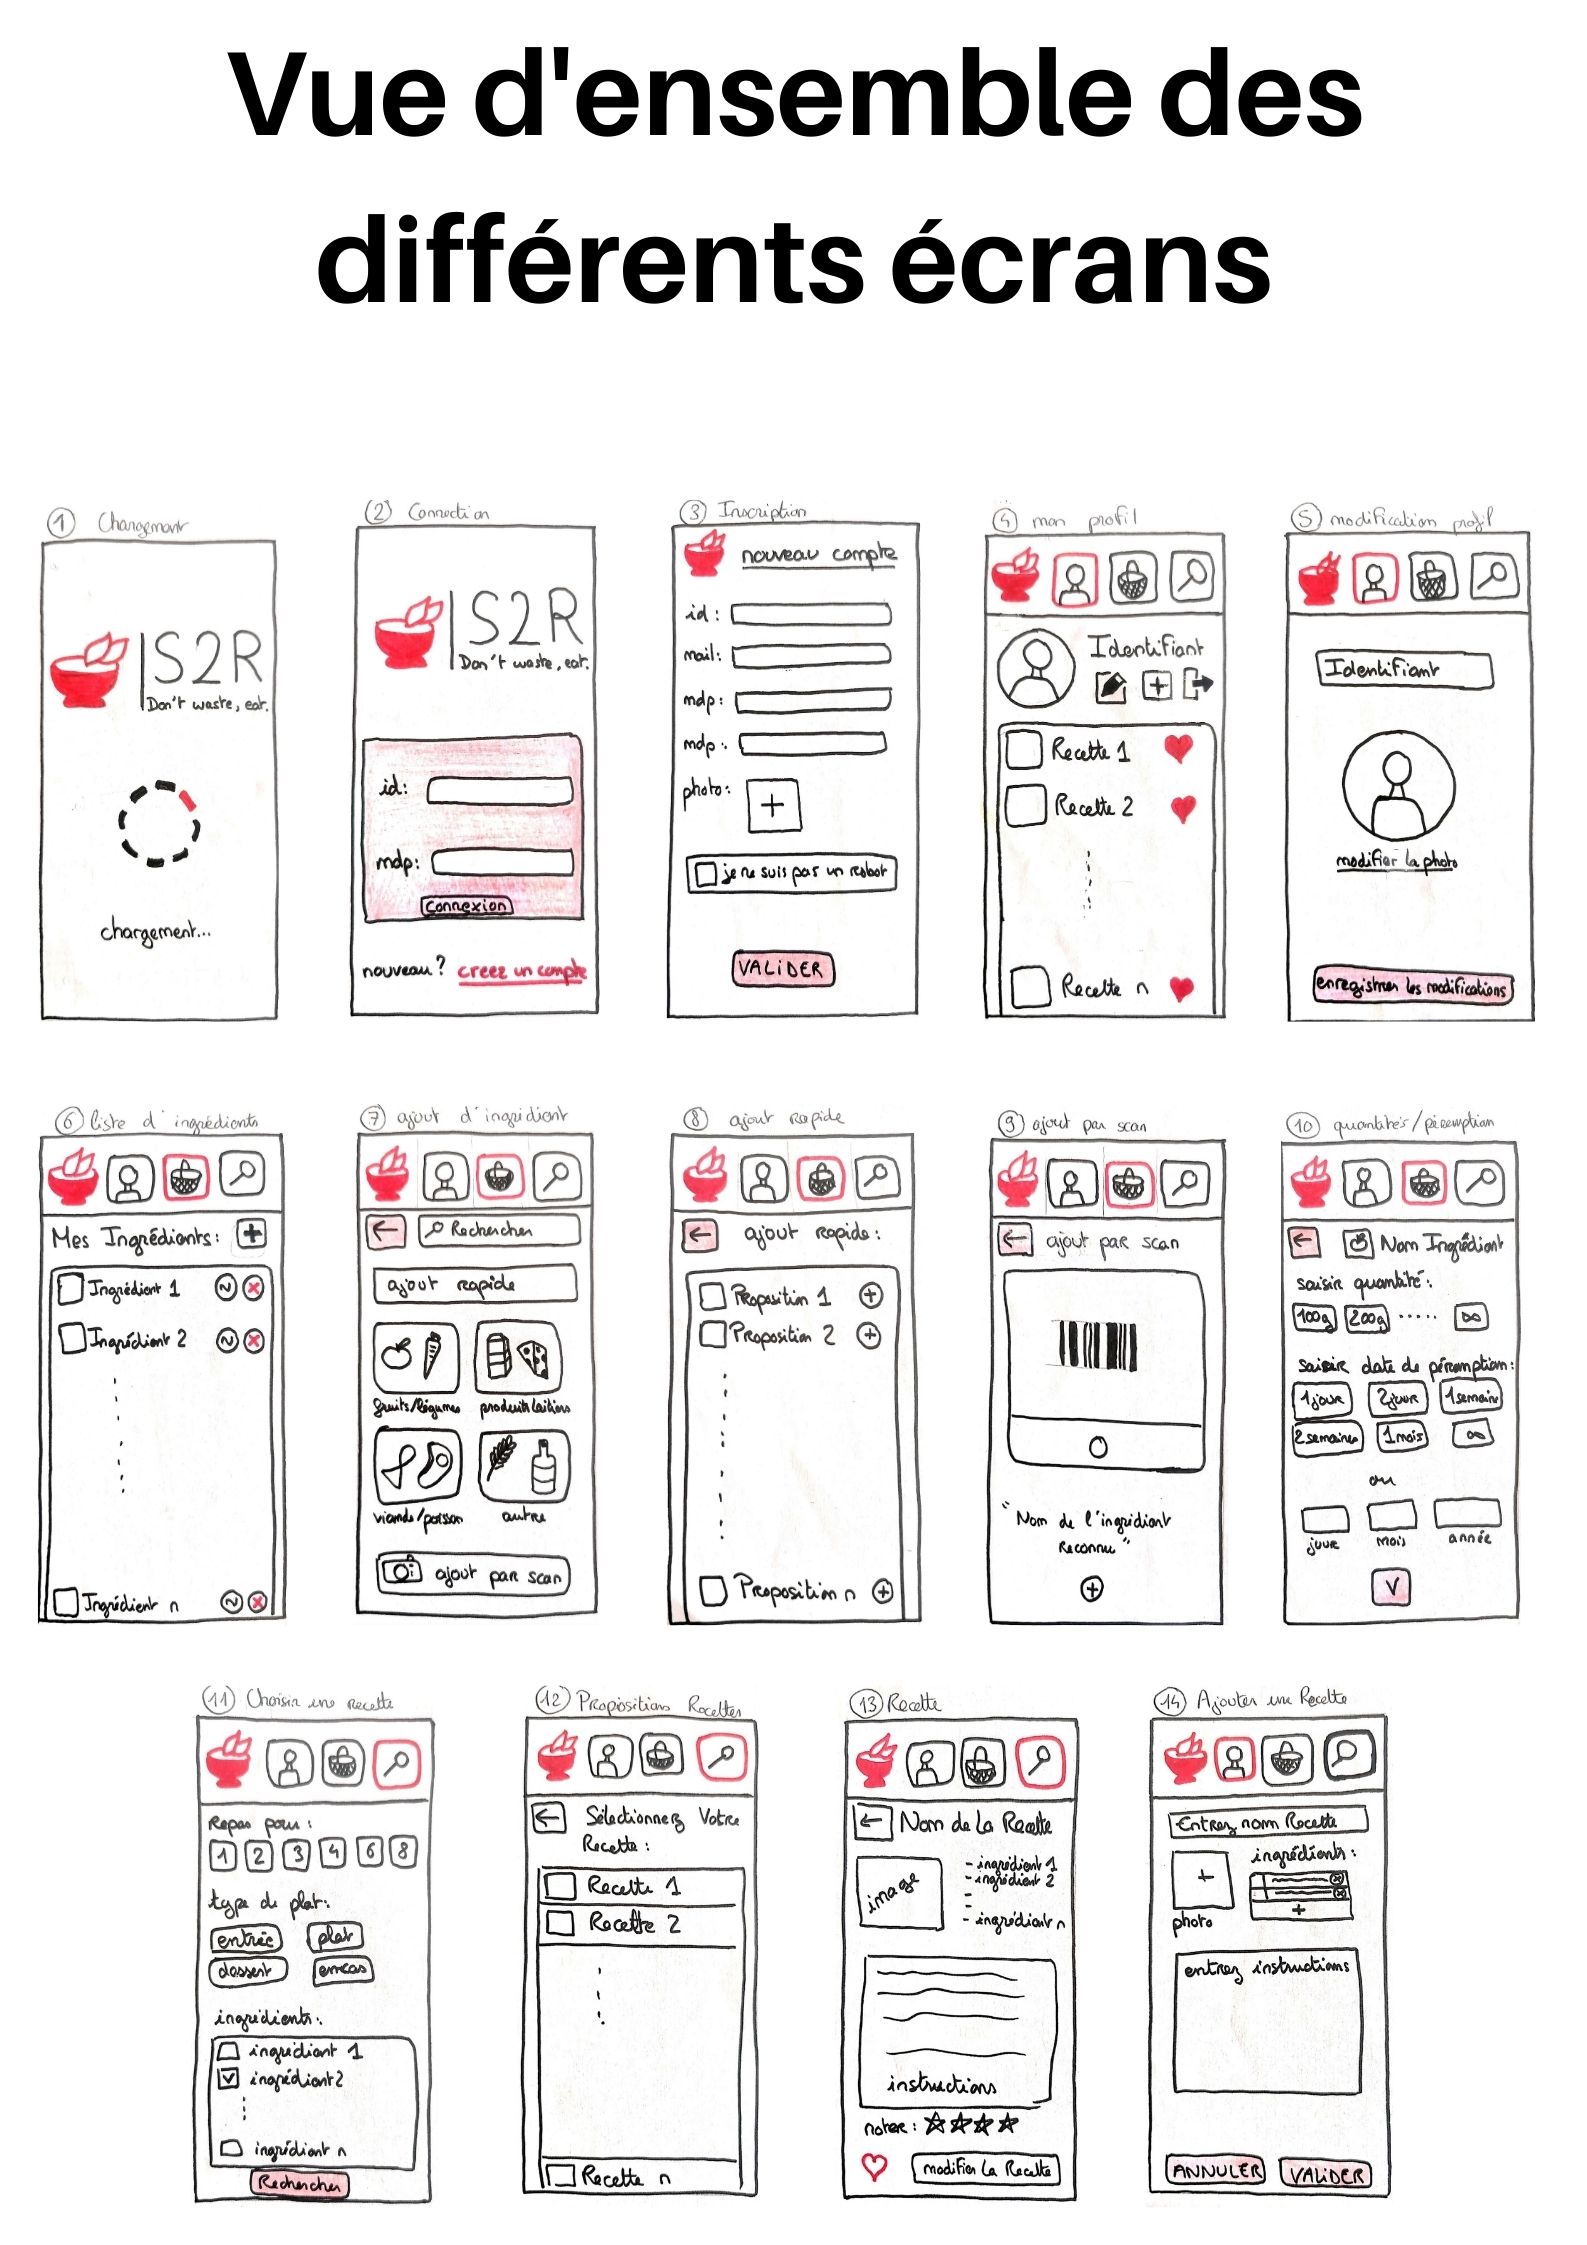 Vue d'ensemble des
différents écrans
1 Chargement
S2R
Don't waste, eat.
chargement...
2 Connection
S2R
Don't waste, eat.
id:
mdp:
connexion
nouveau? creez un compte
3 Inscription
nouveau compte
id:
mail:
mdp:
mdp:
photo:
+
je ne suis pas un robot
VALIDER
4 mon profil
Identifiant
+
Recette 1
Recette 2
Recette n
5 modification profil
Identifiant
modifier la photo
enregistrer les modifications
6 liste d'ingrédients
Mes Ingrédients: +
Ingrédient 1
Ingrédient 2
Ingrédient n
7 ajout d'ingrédient
← Rechercher
ajout rapide
fruits/légumes produits laitiers
viande/poisson autre
ajout par scan
8 ajout rapide
← ajout rapide:
Proposition 1 +
Proposition 2 +
Proposition n +
9 ajout par scan
← ajout par scan
"Nom de l'ingrédient
Reconnu"
+
10 quantités/péremption
← Nom Ingrédient
saisir quantité:
100g 200g ..... ∞
saisir date de péremption:
1 jour 2 jour 1 semaine
2 semaines 1 mois ∞
ou
jour mois année
V
11 Choisir une recette
Repas pour:
1 2 3 4 6 8
type de plat:
entrée plat
dessert encas
ingrédients:
ingrédient 1
ingrédient 2
ingrédient n
Rechercher
12 Propositions Recettes
← Sélectionnez Votre
Recette:
Recette 1
Recette 2
Recette n
13 Recette
← Nom de La Recette
image
- ingrédient 1
- ingrédient 2
-
- ingrédient n
instructions
noter:
modifier La Recette
14 Ajouter une Recette
Entrez nom Recette
ingrédients:
+
photo
+
entrez instructions
ANNULER VALIDER